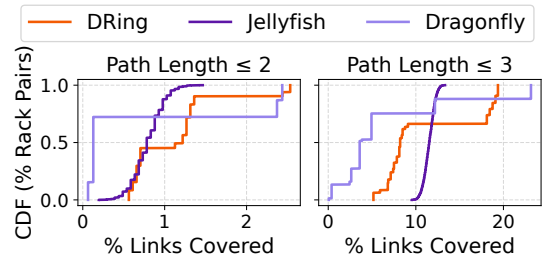 DRing Jellyfish Dragonfly
Path Length ≤ 2 Path Length ≤ 3
CDF (% Rack Pairs)
1.0
0.5
0.0
0 1 2 0 10 20
% Links Covered % Links Covered